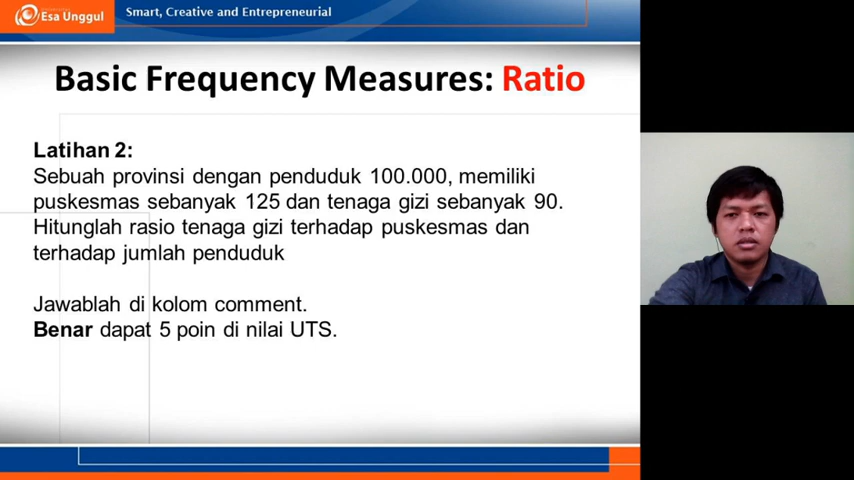 Esa Unggul
Smart, Creative and Entrepreneurial
Basic Frequency Measures: Ratio
Latihan 2:
Sebuah provinsi dengan penduduk 100.000, memiliki
puskesmas sebanyak 125 dan tenaga gizi sebanyak 90.
Hitunglah rasio tenaga gizi terhadap puskesmas dan
terhadap jumlah penduduk
Jawablah di kolom comment.
Benar dapat 5 poin di nilai UTS.